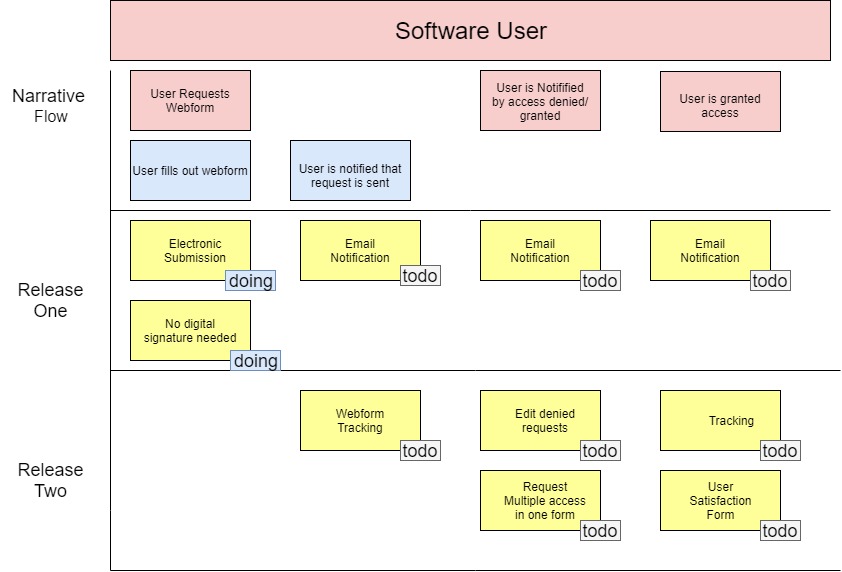 Software User
Narrative
Flow
User Requests
Webform
User is Notifified
by access denied/
granted
User is granted
access
User fills out webform
User is notified that
request is sent
Release
One
Electronic
Submission
doing
Email
Notification
todo
Email
Notification
todo
Email
Notification
todo
No digital
signature needed
doing
Release
Two
Webform
Tracking
todo
Edit denied
requests
todo
Tracking
todo
Request
Multiple access
in one form
todo
User
Satisfaction
Form
todo